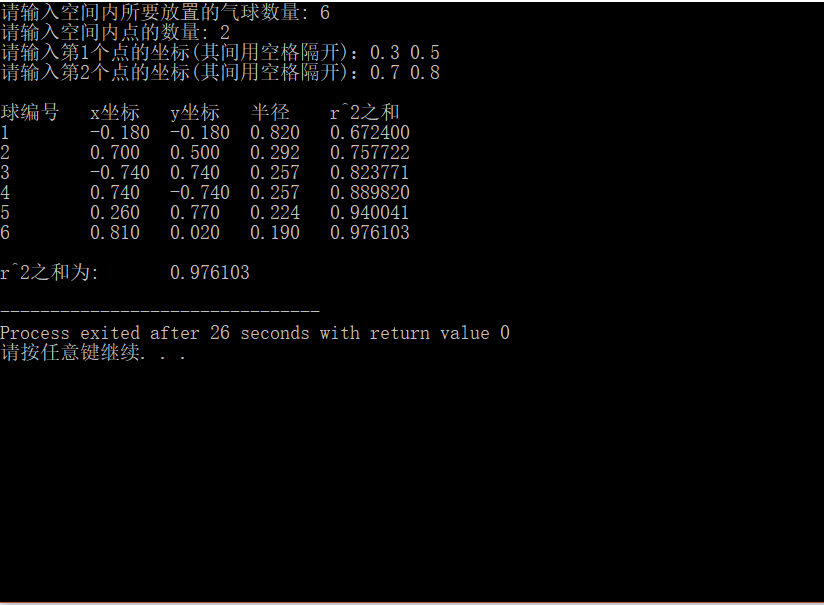 请输入空间内所要放置的气球数量: 6
请输入空间内点的数量: 2
请输入第1个点的坐标(其间用空格隔开): 0.3 0.5
请输入第2个点的坐标(其间用空格隔开): 0.7 0.8
球编号 x坐标 y坐标 半径 r^2之和
1 -0.180 -0.180 0.820 0.672400
2 0.700 0.500 0.292 0.757722
3 -0.740 0.740 0.257 0.823771
4 0.740 -0.740 0.257 0.889820
5 0.260 0.770 0.224 0.940041
6 0.810 0.020 0.190 0.976103
r^2之和为: 0.976103
--------------------------------
Process exited after 26 seconds with return value 0
请按任意键继续. . .